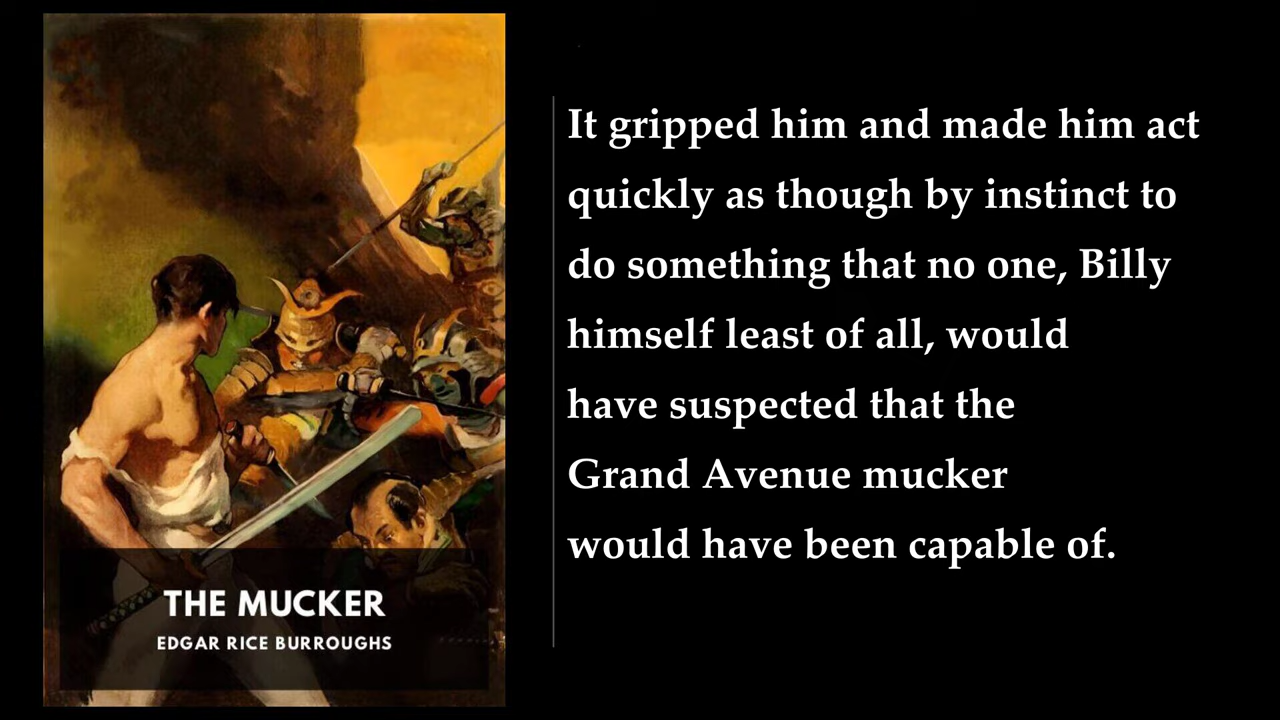 It gripped him and made him act
quickly as though by instinct to
do something that no one, Billy
himself least of all, would
have suspected that the
Grand Avenue mucker
would have been capable of.
THE MUCKER
EDGAR RICE BURROUGHS